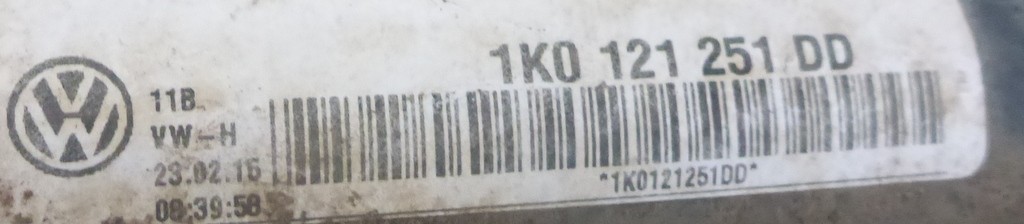 1K0 121 251 DD
11B
VW-H
23.02.15
08:39:58
*1K0121251DD*